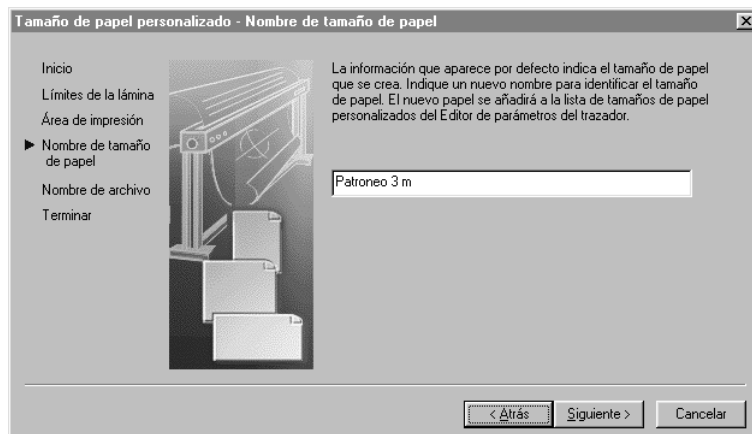 Tamaño de papel personalizado - Nombre de tamaño de papel
Inicio
Límites de la lámina
Área de impresión
Nombre de tamaño
de papel
Nombre de archivo
Terminar
La información que aparece por defecto indica el tamaño de papel
que se crea. Indique un nuevo nombre para identificar el tamaño
de papel. El nuevo papel se añadirá a la lista de tamaños de papel
personalizados del Editor de parámetros del trazador.
Patroneo 3 m
< Atrás
Siguiente >
Cancelar